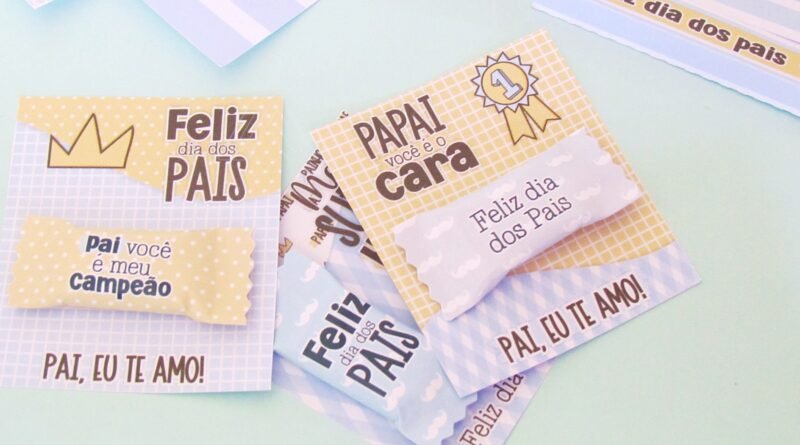 z dia dos pais
Feliz
dia dos
PAIS
pai você
é meu
campeão
PAI, EU TE AMO!
PAPAI
você é o
cara
1
Feliz dia
dos Pais
PAI, EU TE AMO!
PAPAI
Feliz
dia dos
PAIS
Feliz dia